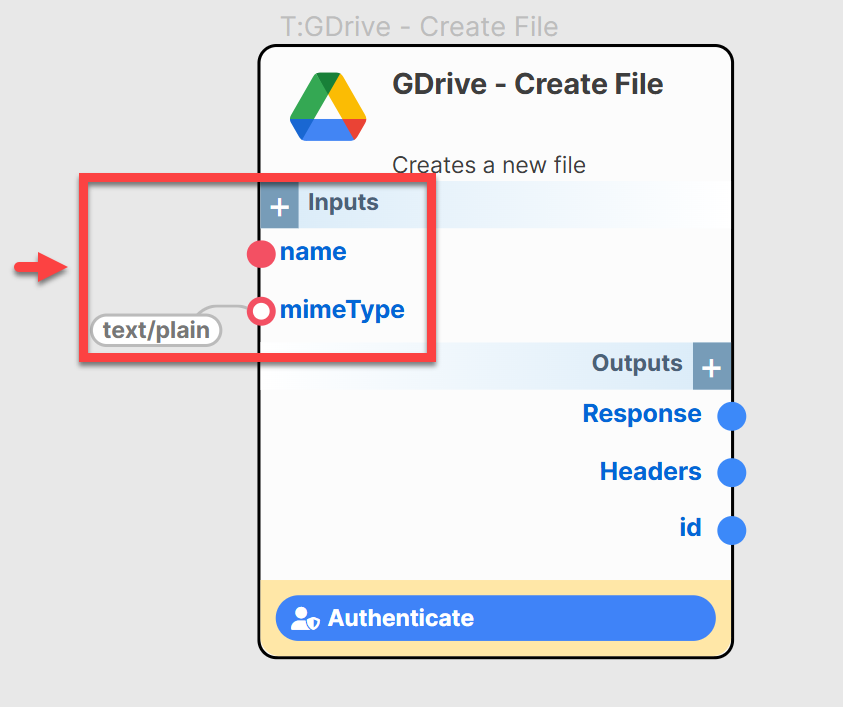 T:GDrive - Create File
GDrive - Create File
Creates a new file
+ Inputs
name
mimeType
text/plain
Outputs +
Response
Headers
id
Authenticate